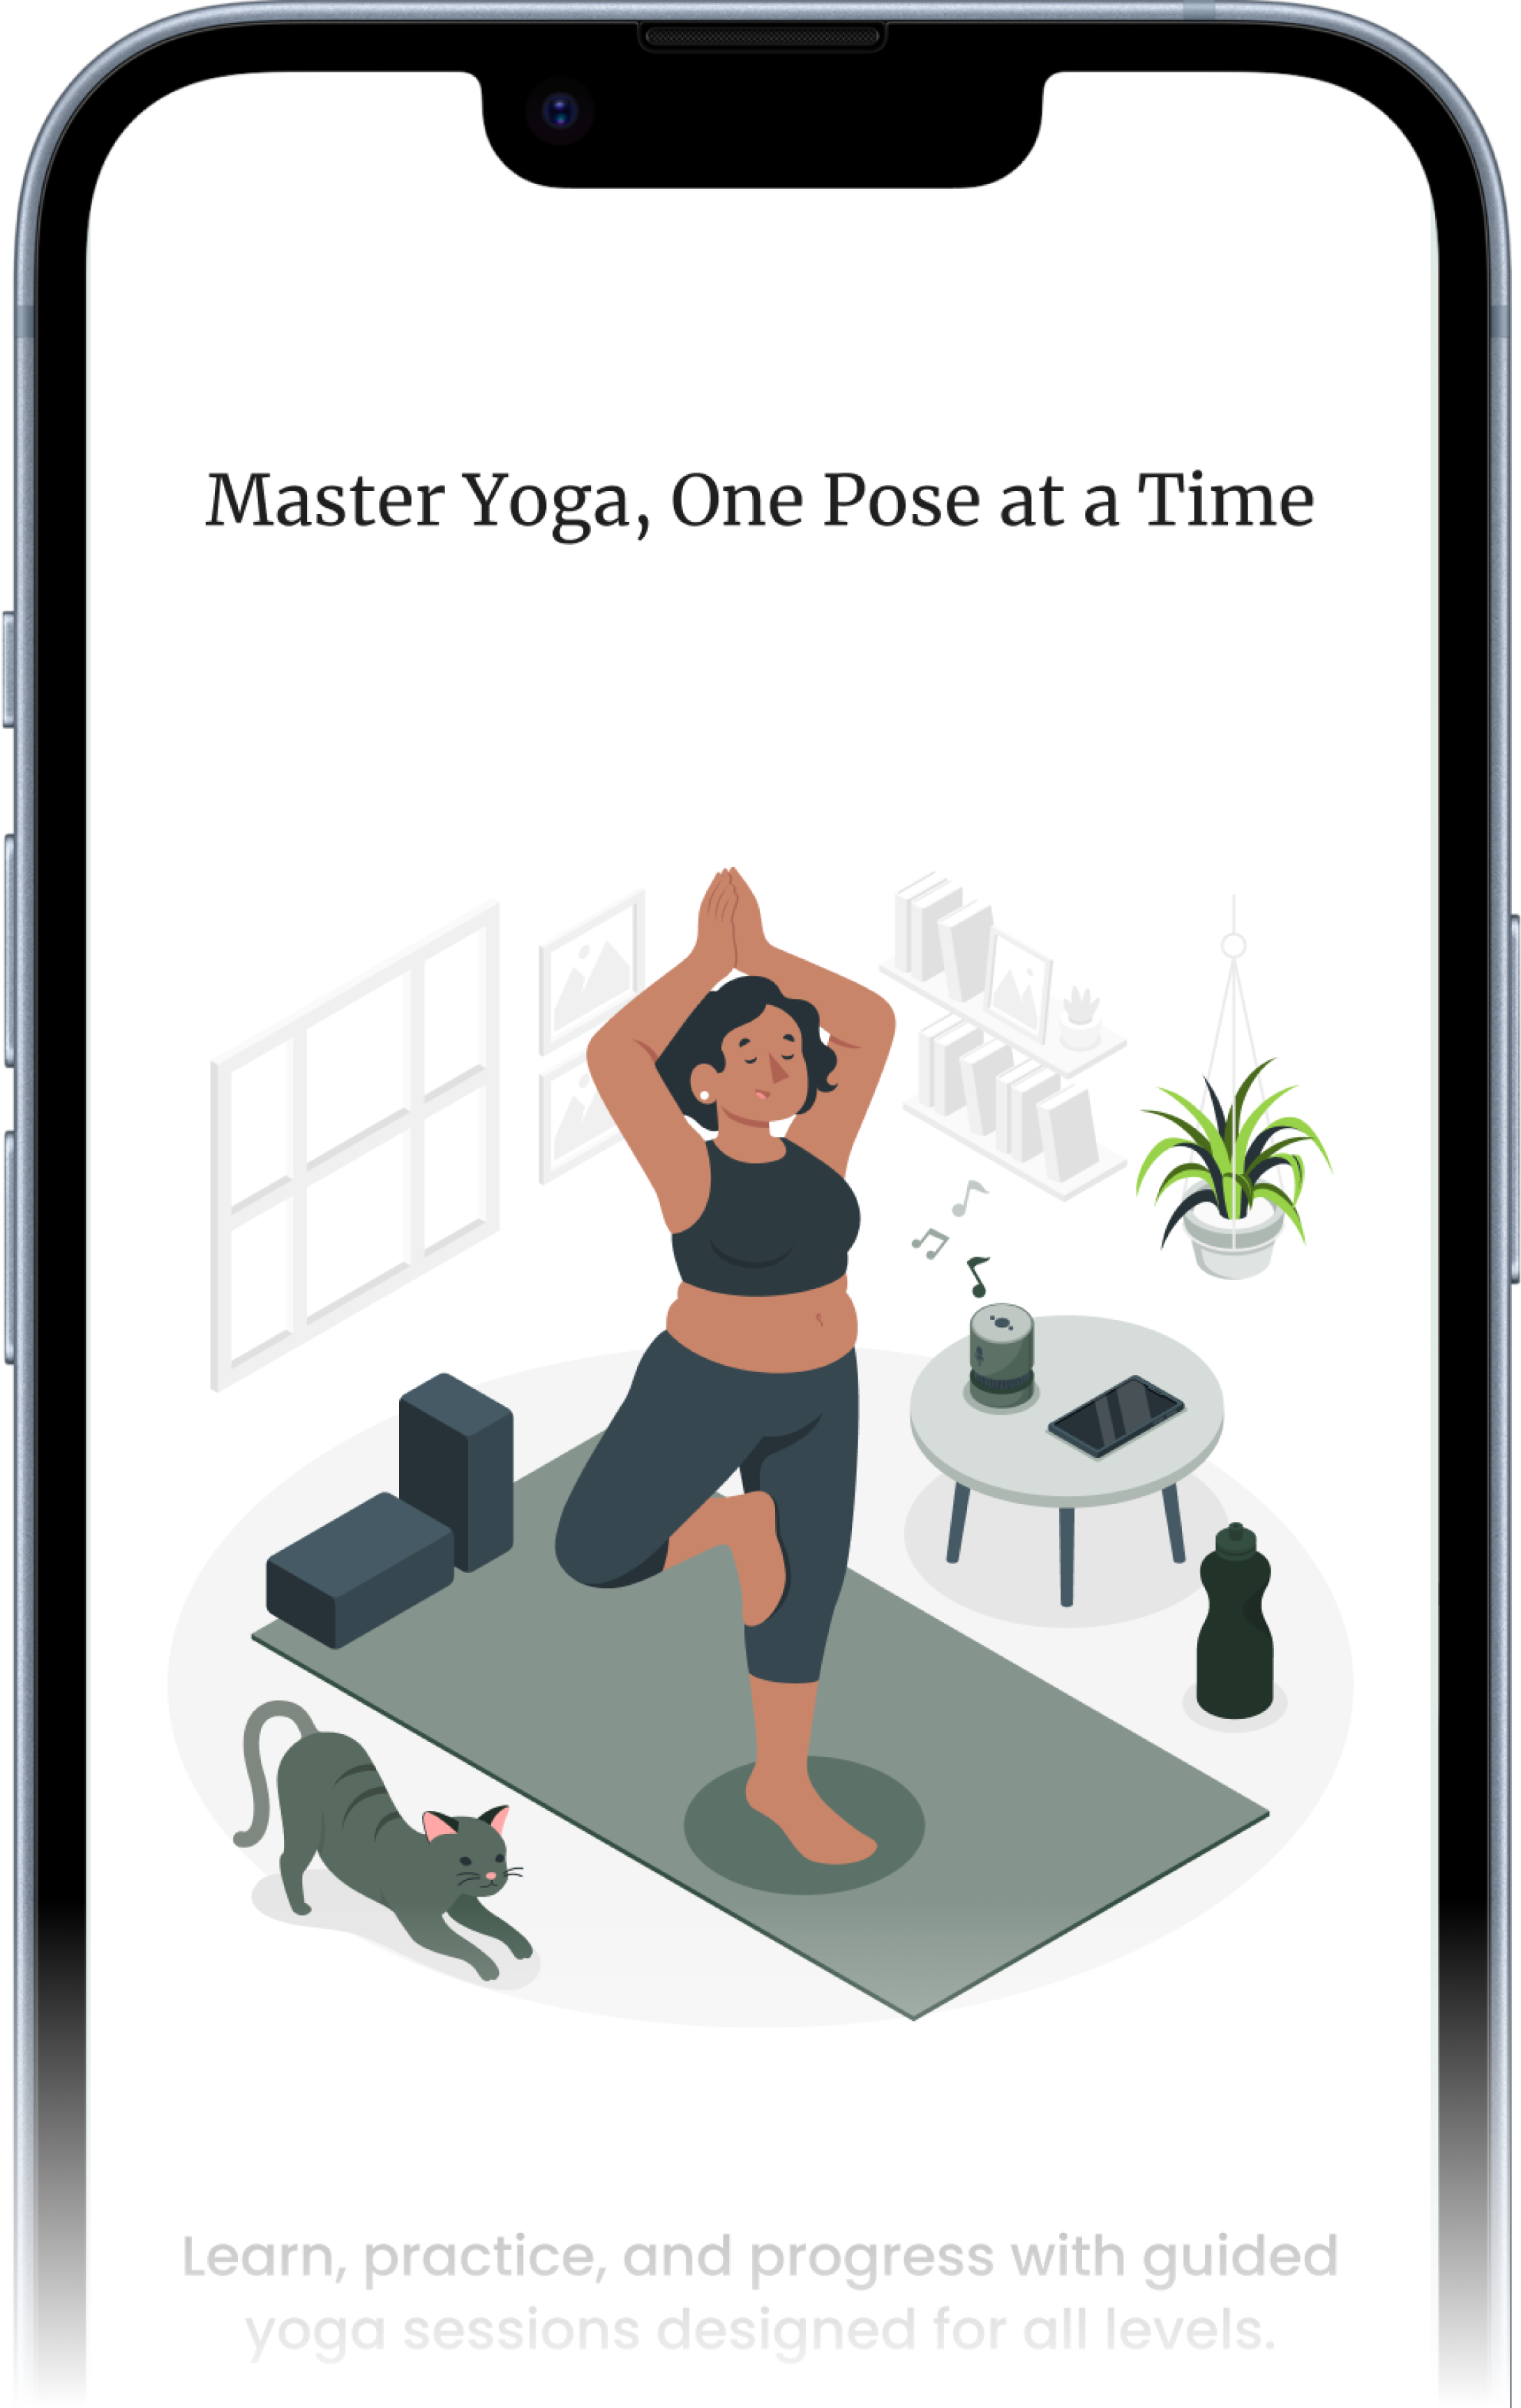 Master Yoga, One Pose at a Time
Learn, practice, and progress with guided
yoga sessions designed for all levels.